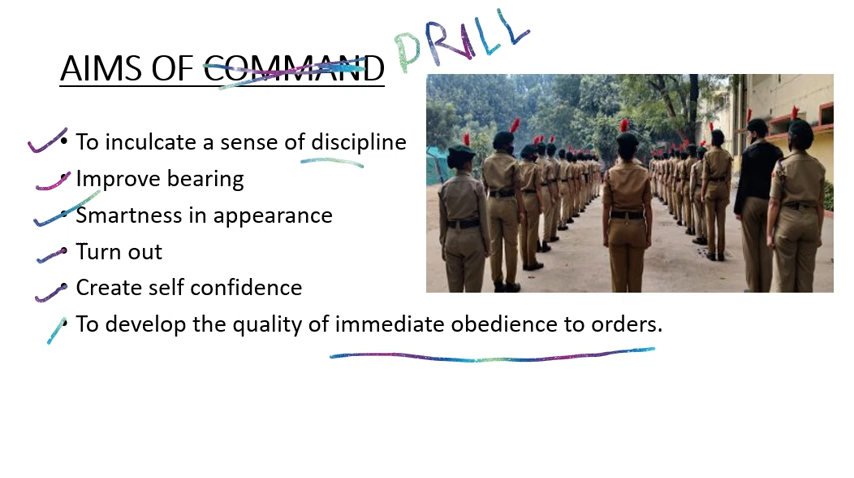 AIMS OF COMMAND DRILL
To inculcate a sense of discipline
Improve bearing
Smartness in appearance
Turn out
Create self confidence
To develop the quality of immediate obedience to orders.